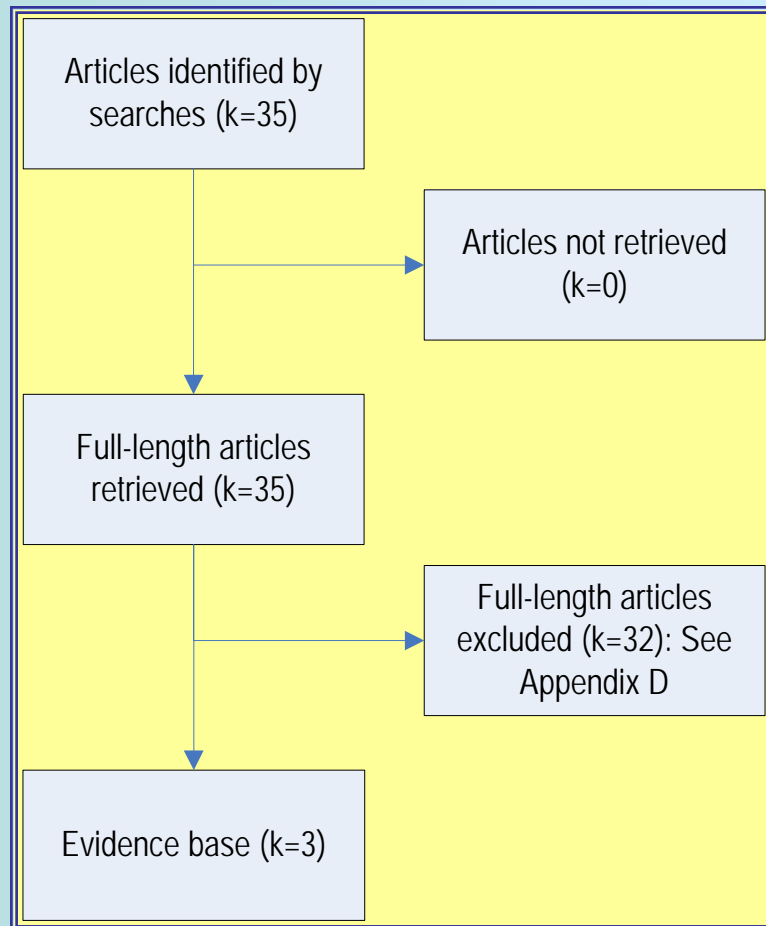 Articles identified by
searches (k=35)
Articles not retrieved
(k=0)
Full-length articles
retrieved (k=35)
Full-length articles
excluded (k=32): See
Appendix D
Evidence base (k=3)